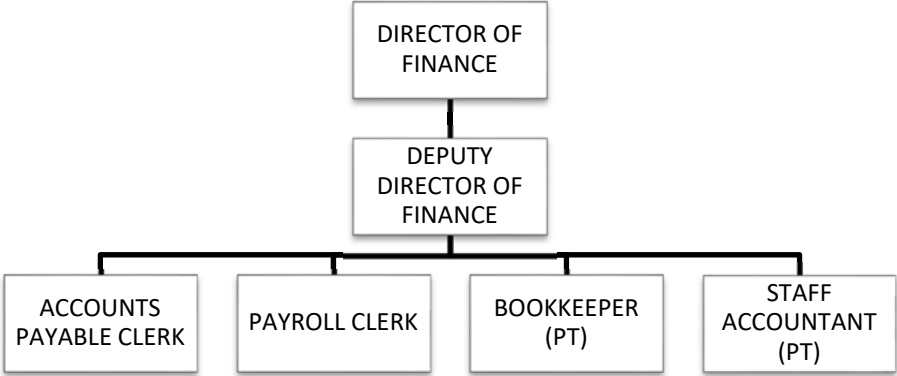 DIRECTOR OF
FINANCE
DEPUTY
DIRECTOR OF
FINANCE
ACCOUNTS
PAYABLE CLERK
PAYROLL CLERK
BOOKKEEPER
(PT)
STAFF
ACCOUNTANT
(PT)